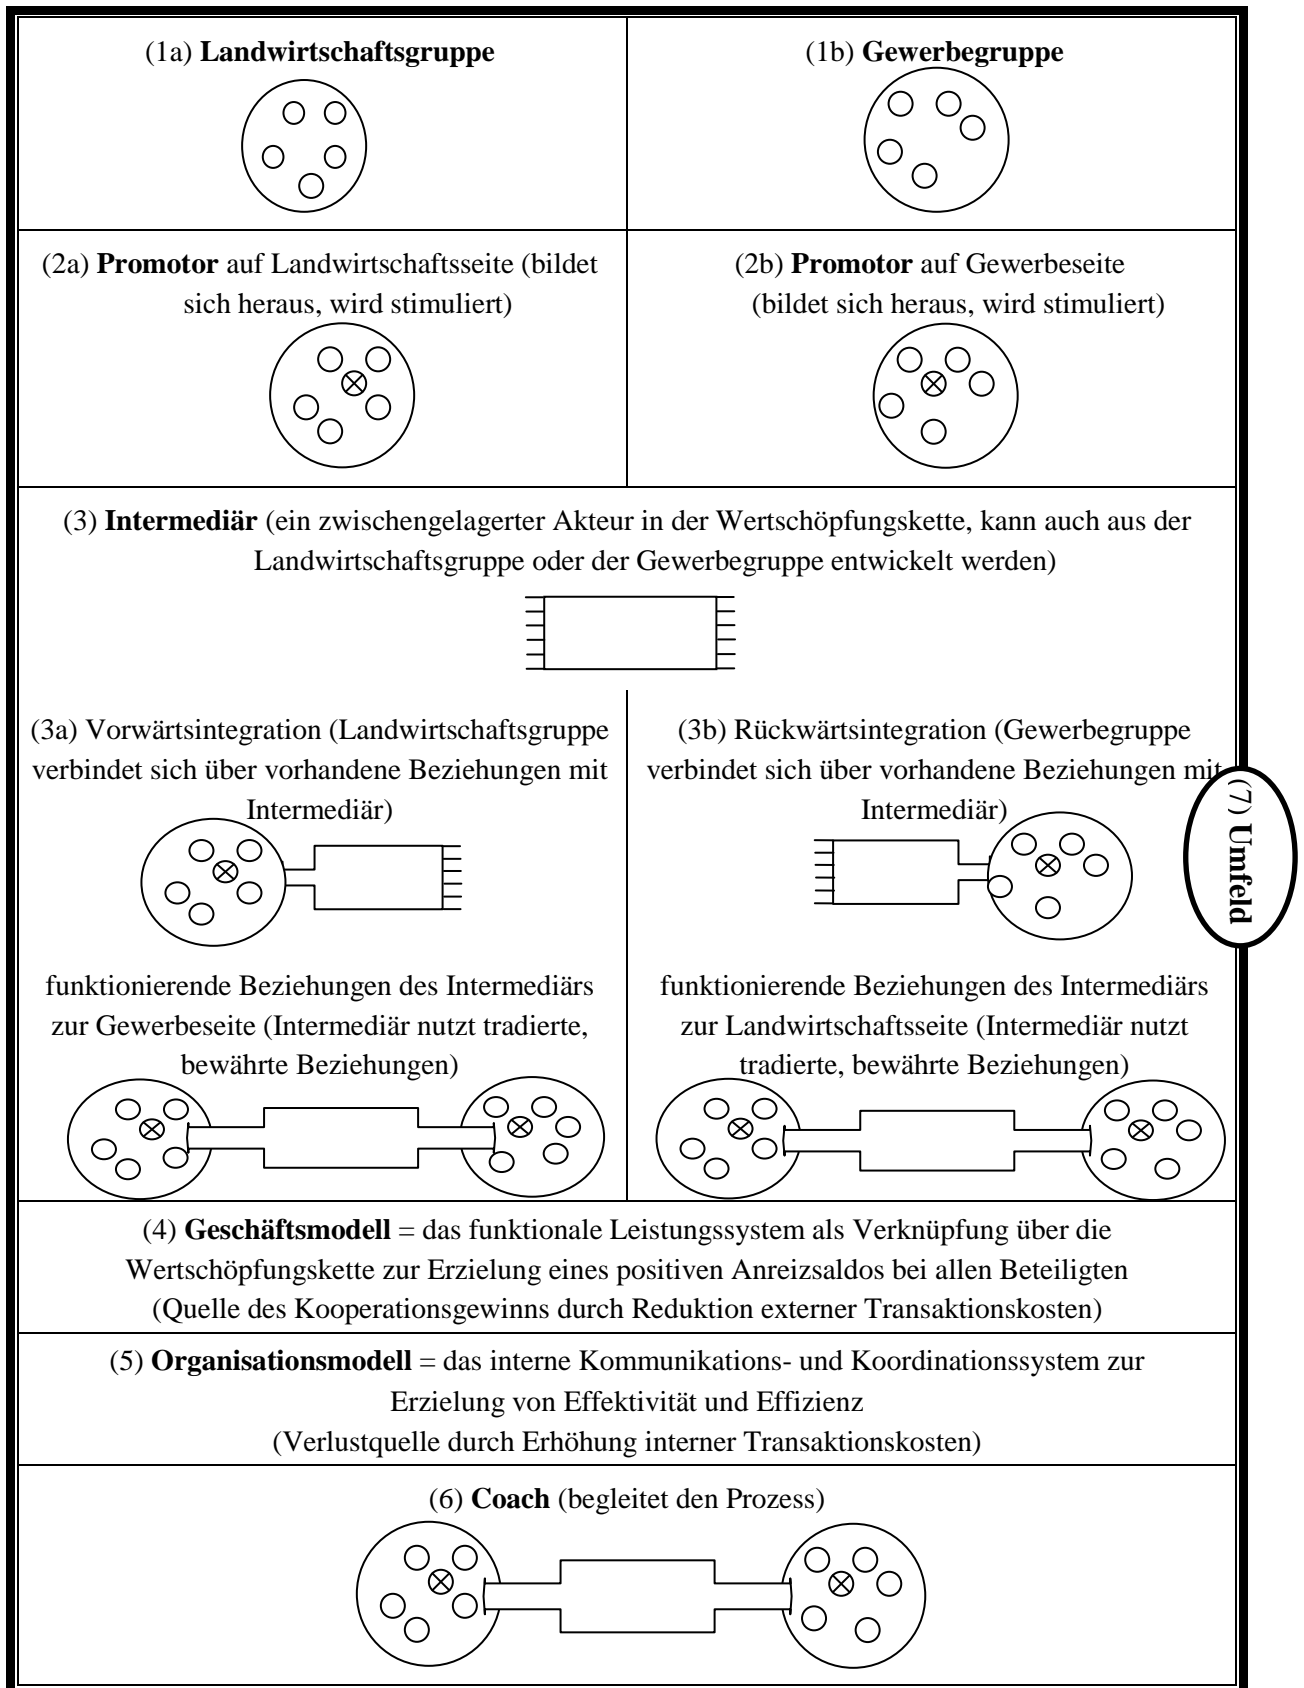 (1a) Landwirtschaftsgruppe
(1b) Gewerbegruppe
(2a) Promotor auf Landwirtschaftsseite (bildet
sich heraus, wird stimuliert)
(2b) Promotor auf Gewerbeseite
(bildet sich heraus, wird stimuliert)
(3) Intermediär (ein zwischengelagerter Akteur in der Wertschöpfungskette, kann auch aus der
Landwirtschaftsgruppe oder der Gewerbegruppe entwickelt werden)
(3a) Vorwärtsintegration (Landwirtschaftsgruppe
verbindet sich über vorhandene Beziehungen mit
Intermediär)
funktionierende Beziehungen des Intermediärs
zur Gewerbeseite (Intermediär nutzt tradierte,
bewährte Beziehungen)
(3b) Rückwärtsintegration (Gewerbegruppe
verbindet sich über vorhandene Beziehungen mit
Intermediär)
funktionierende Beziehungen des Intermediärs
zur Landwirtschaftsseite (Intermediär nutzt
tradierte, bewährte Beziehungen)
(7) Umfeld
(4) Geschäftsmodell = das funktionale Leistungssystem als Verknüpfung über die
Wertschöpfungskette zur Erzielung eines positiven Anreizsaldos bei allen Beteiligten
(Quelle des Kooperationsgewinns durch Reduktion externer Transaktionskosten)
(5) Organisationsmodell = das interne Kommunikations- und Koordinationssystem zur
Erzielung von Effektivität und Effizienz
(Verlustquelle durch Erhöhung interner Transaktionskosten)
(6) Coach (begleitet den Prozess)